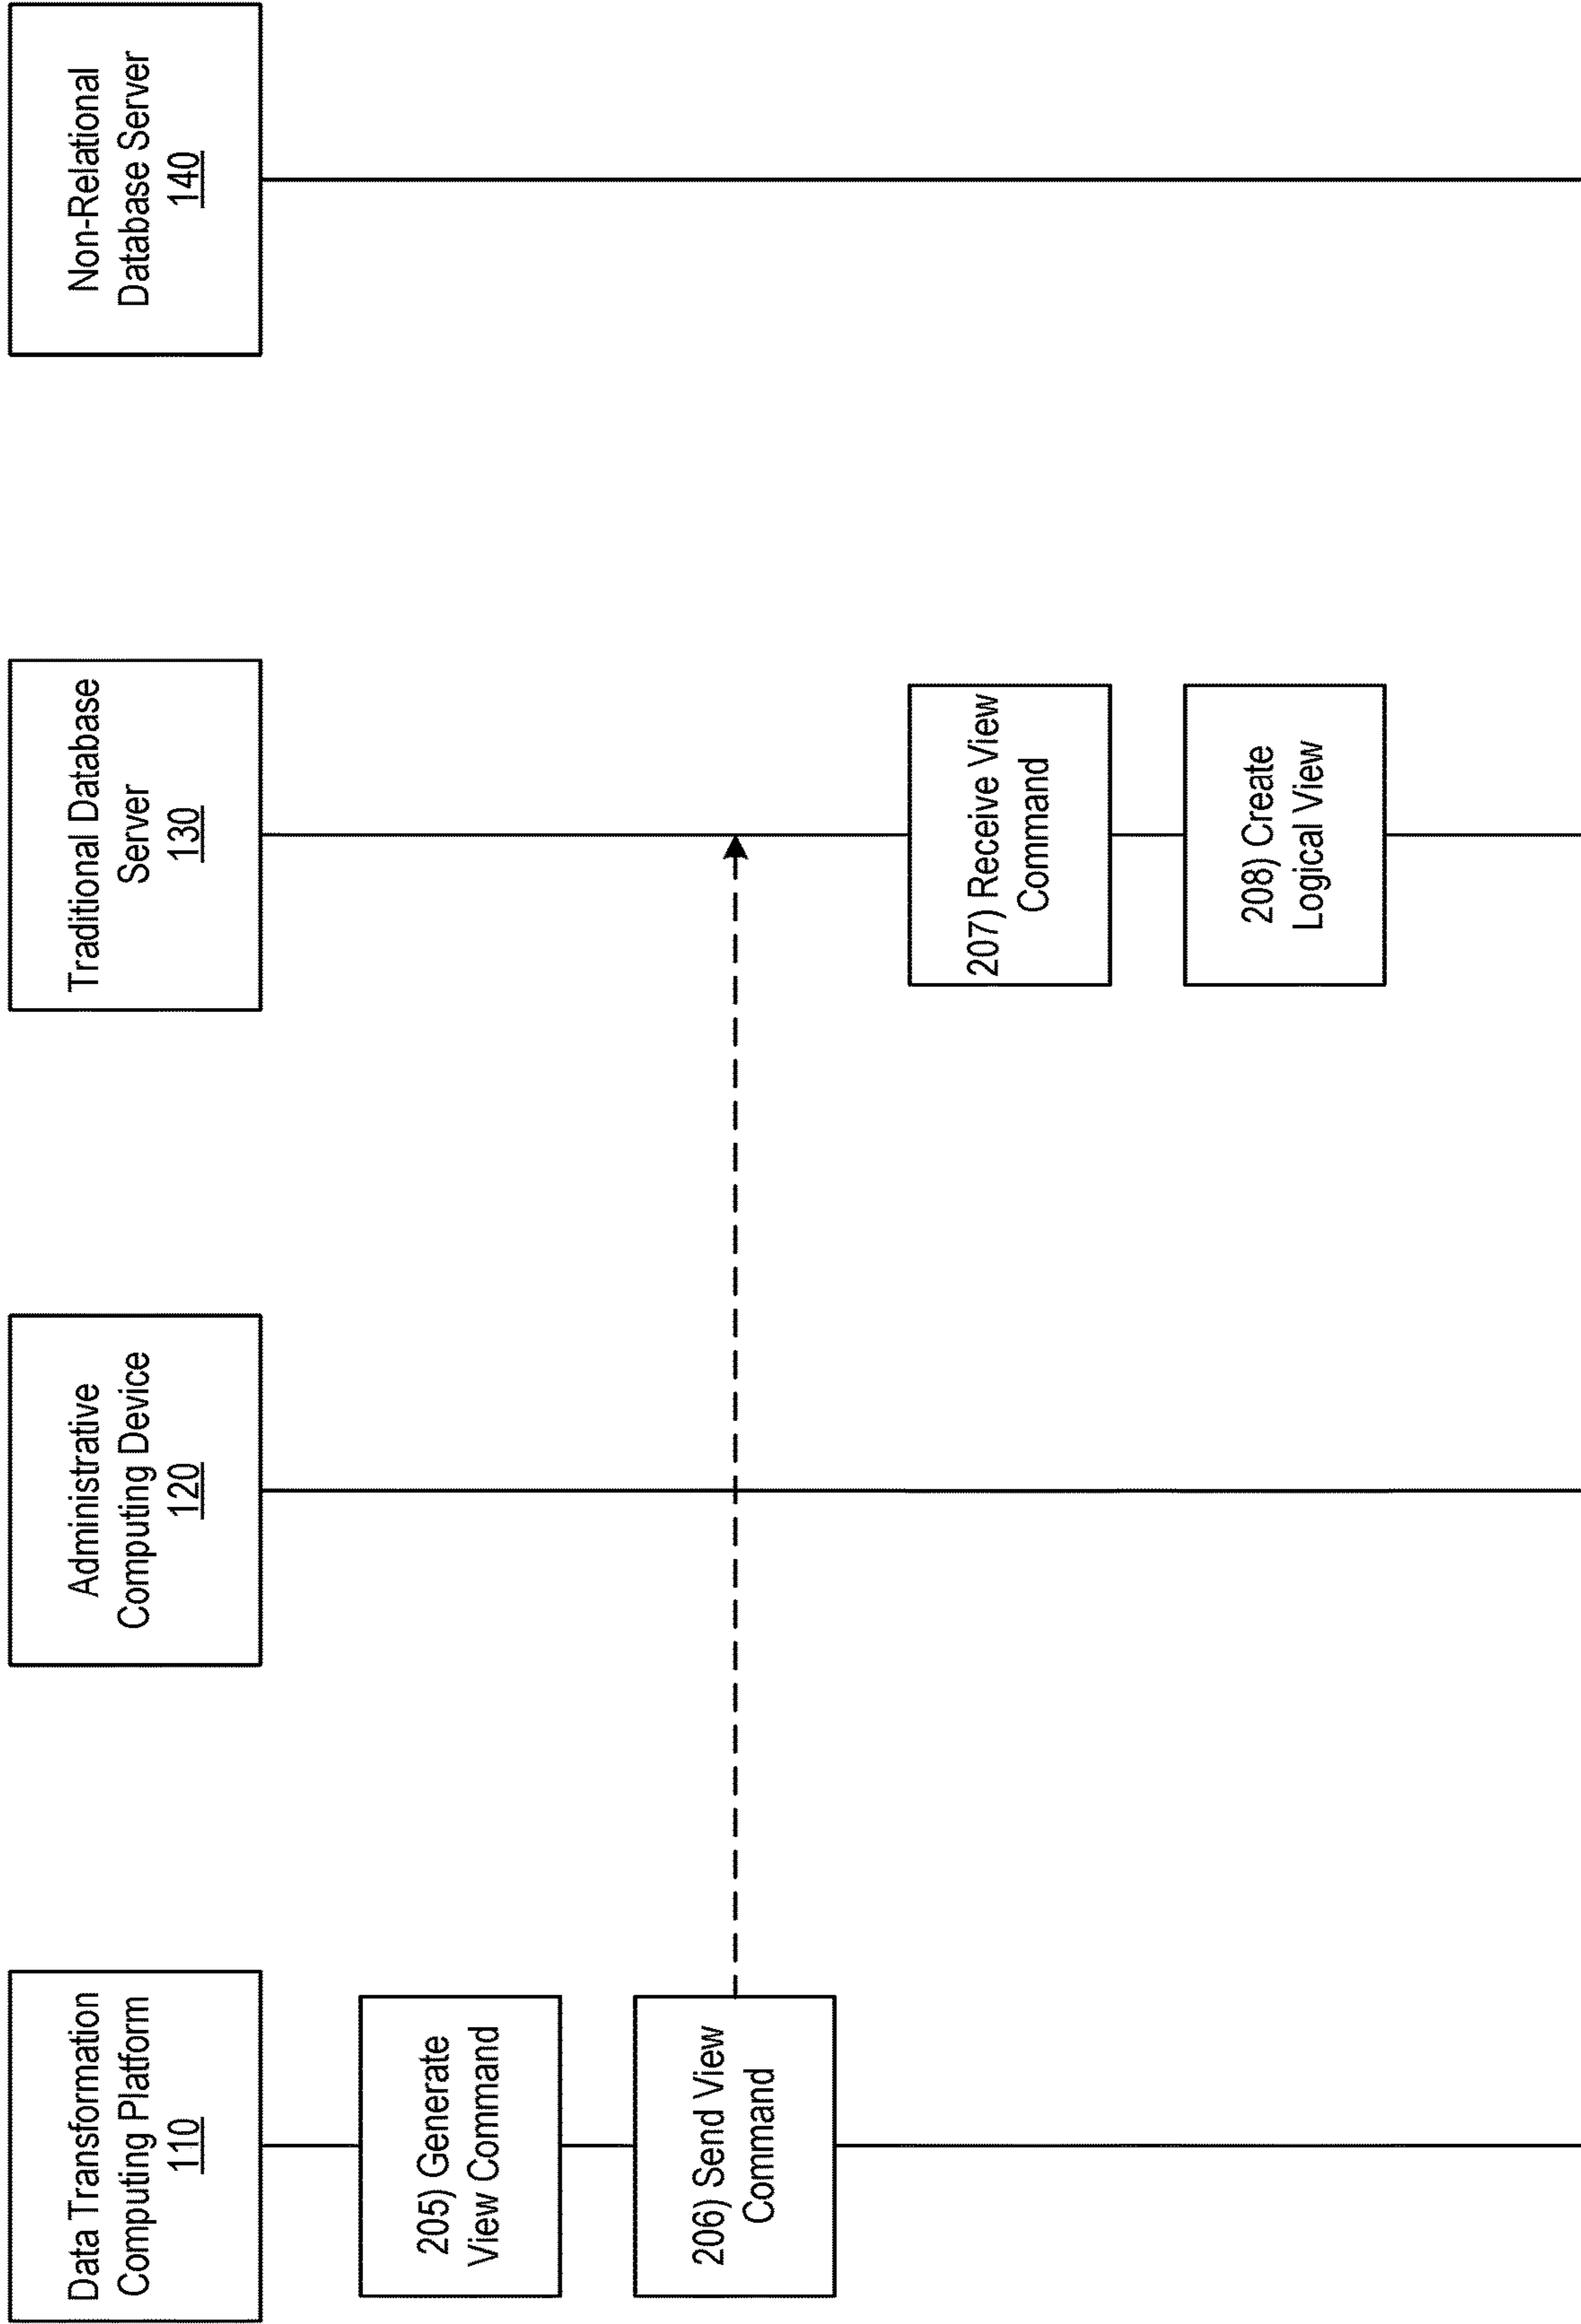 Data Transformation
Computing Platform
110
Administrative
Computing Device
120
Traditional Database
Server
130
Non-Relational
Database Server
140
205) Generate
View Command
206) Send View
Command
207) Receive View
Command
208) Create
Logical View